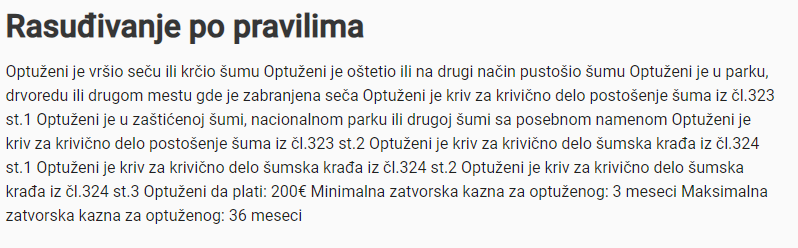 Rasuđivanje po pravilima
Optuženi je vršio seču ili krčio šumu Optuženi je oštetio ili na drugi način pustošio šumu Optuženi je u parku,
drvoredu ili drugom mestu gde je zabranjena seča Optuženi je kriv za krivično delo postošenje šuma iz čl.323
st.1 Optuženi je u zaštićenoj šumi, nacionalnom parku ili drugoj šumi sa posebnom namenom Optuženi je
kriv za krivično delo postošenje šuma iz čl.323 st.2 Optuženi je kriv za krivično delo šumska krađa iz čl.324
st.1 Optuženi je kriv za krivično delo šumska krađa iz čl.324 st.2 Optuženi je kriv za krivično delo šumska
krađa iz čl.324 st.3 Optuženi da plati: 200€ Minimalna zatvorska kazna za optuženog: 3 meseci Maksimalna
zatvorska kazna za optuženog: 36 meseci